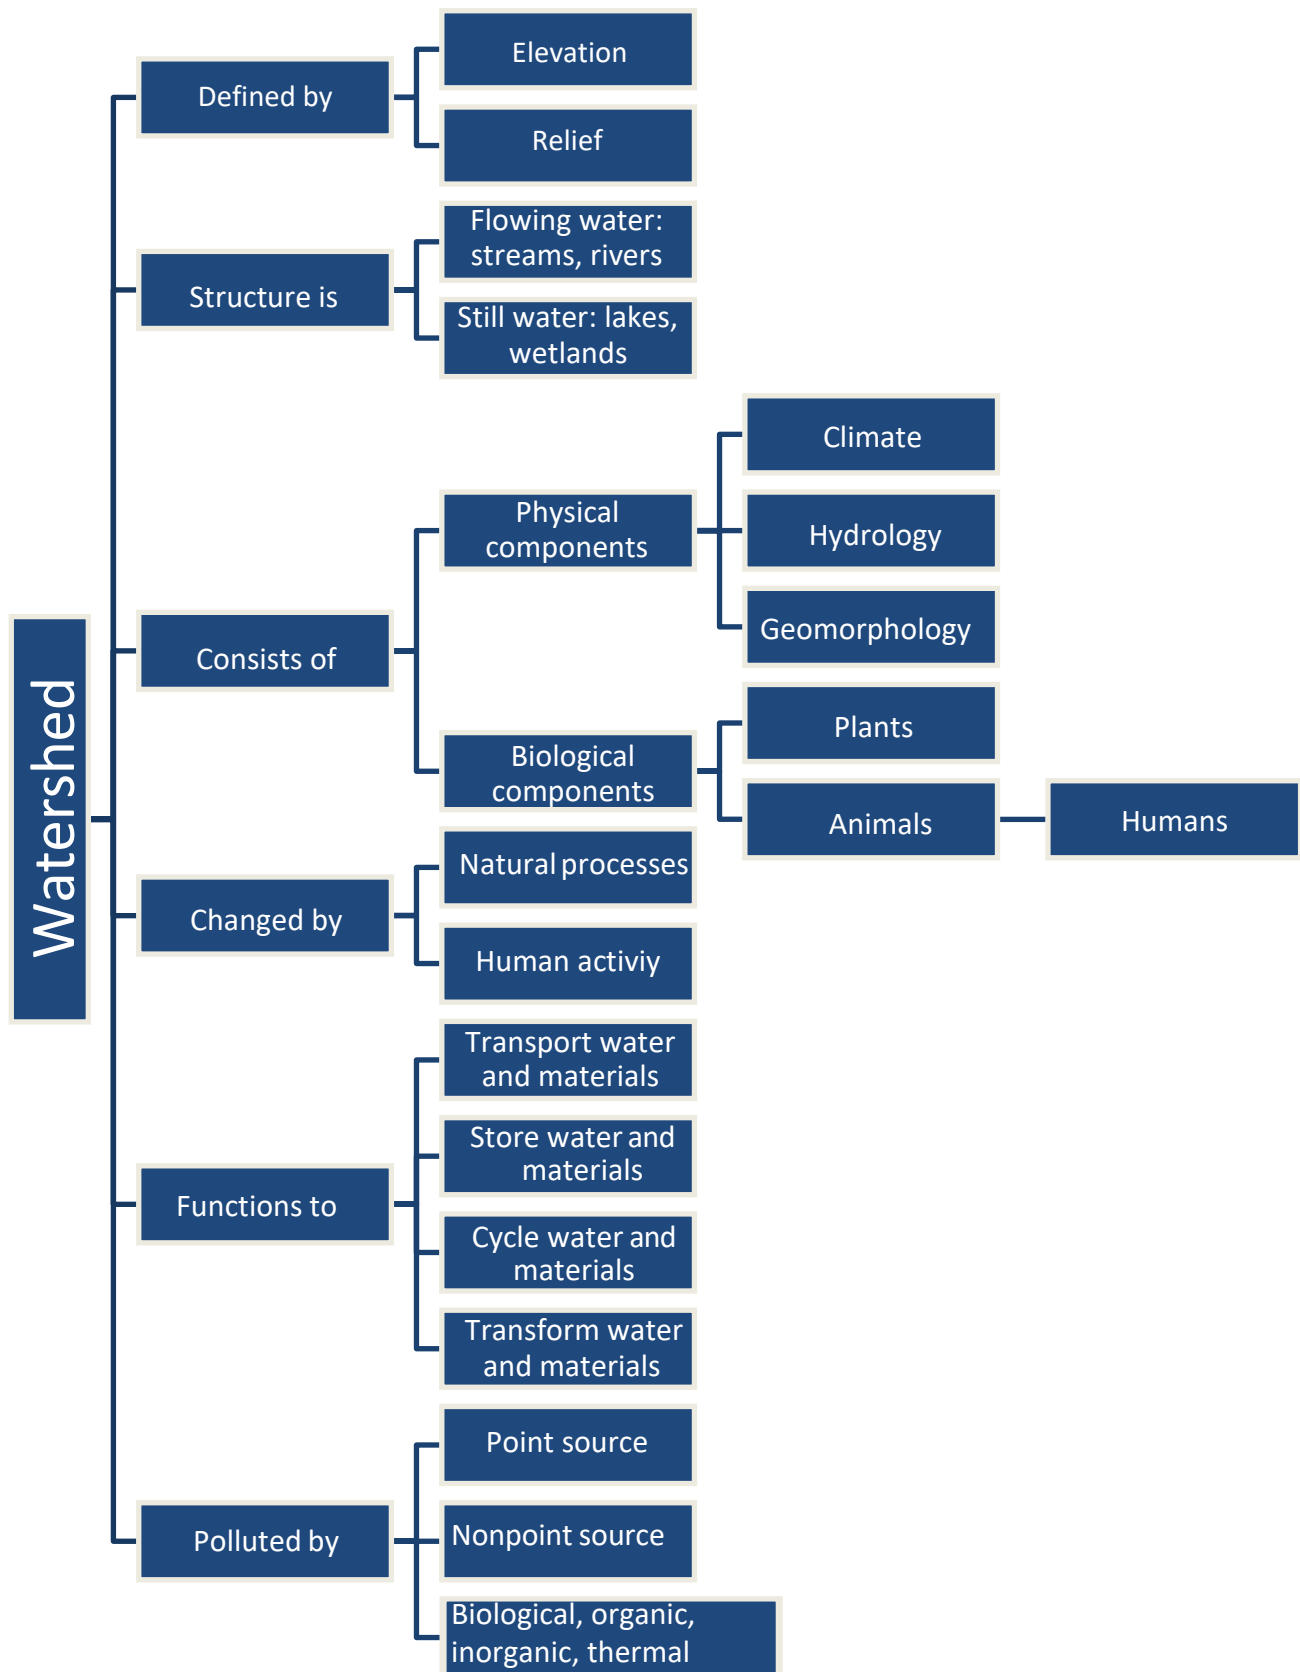 Watershed
Defined by
Elevation
Relief
Structure is
Flowing water:
streams, rivers
Still water: lakes,
wetlands
Consists of
Physical
components
Climate
Hydrology
Geomorphology
Biological
components
Plants
Animals
Humans
Changed by
Natural processes
Human activiy
Functions to
Transport water
and materials
Store water and
materials
Cycle water and
materials
Transform water
and materials
Polluted by
Point source
Nonpoint source
Biological, organic,
inorganic, thermal